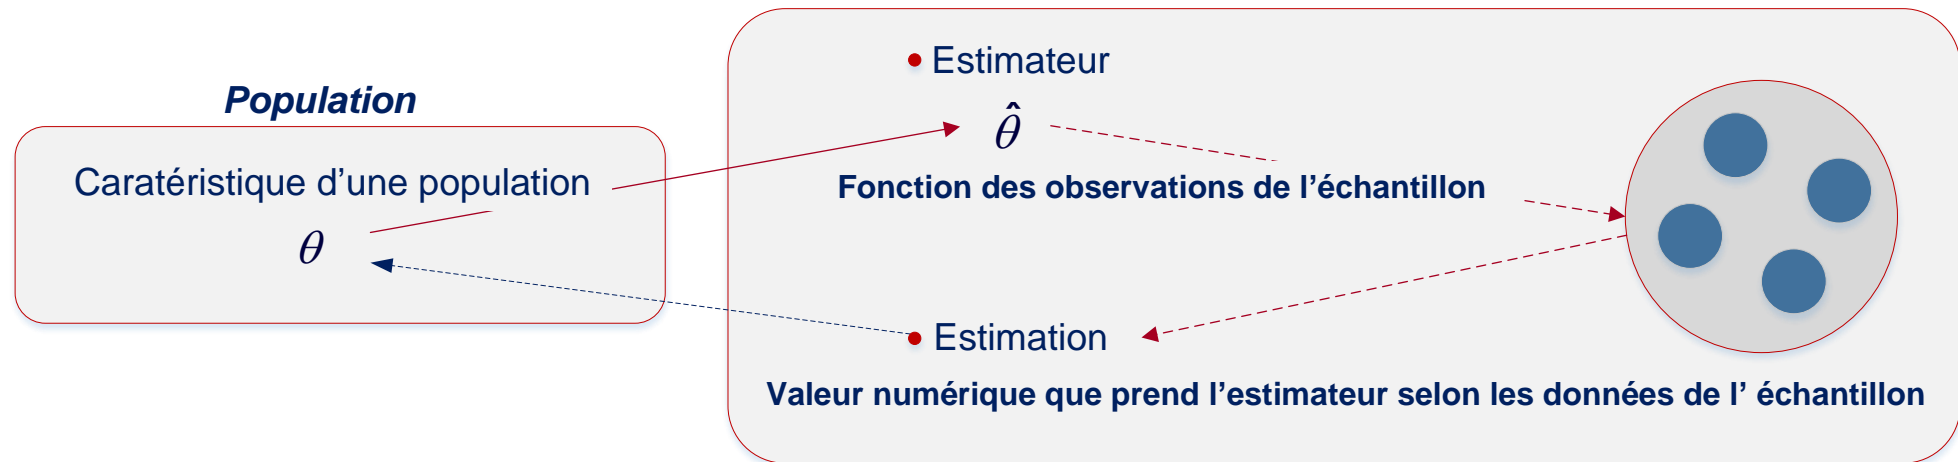 Population
Caratéristique d'une population
θ
• Estimateur
θ̂
Fonction des observations de l'échantillon
• Estimation
Valeur numérique que prend l'estimateur selon les données de l' échantillon